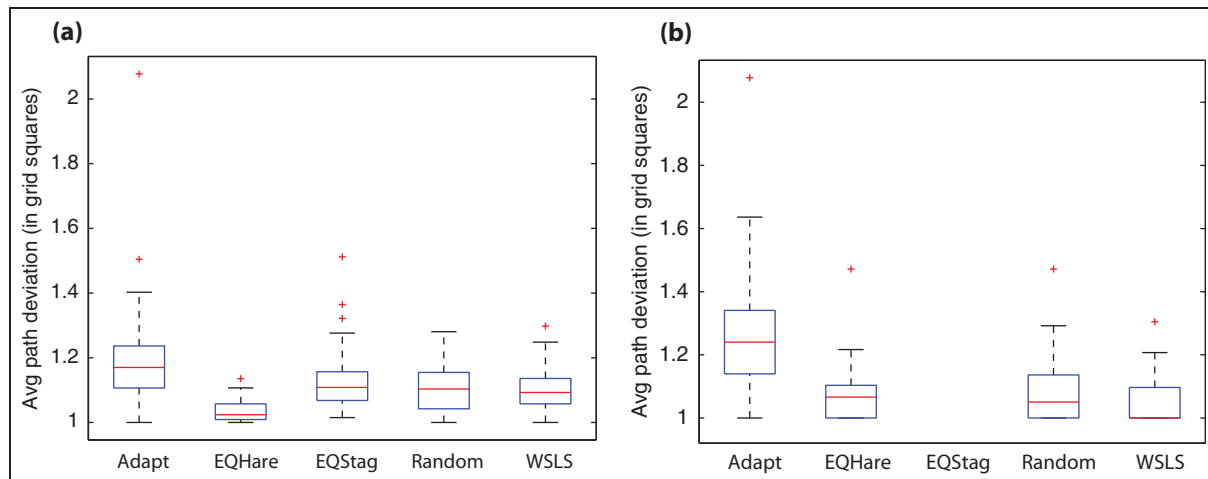 (a)
Avg path deviation (in grid squares)
2
1.8
1.6
1.4
1.2
1
Adapt EQHare EQStag Random WSLS
(b)
Avg path deviation (in grid squares)
2
1.8
1.6
1.4
1.2
1
Adapt EQHare EQStag Random WSLS